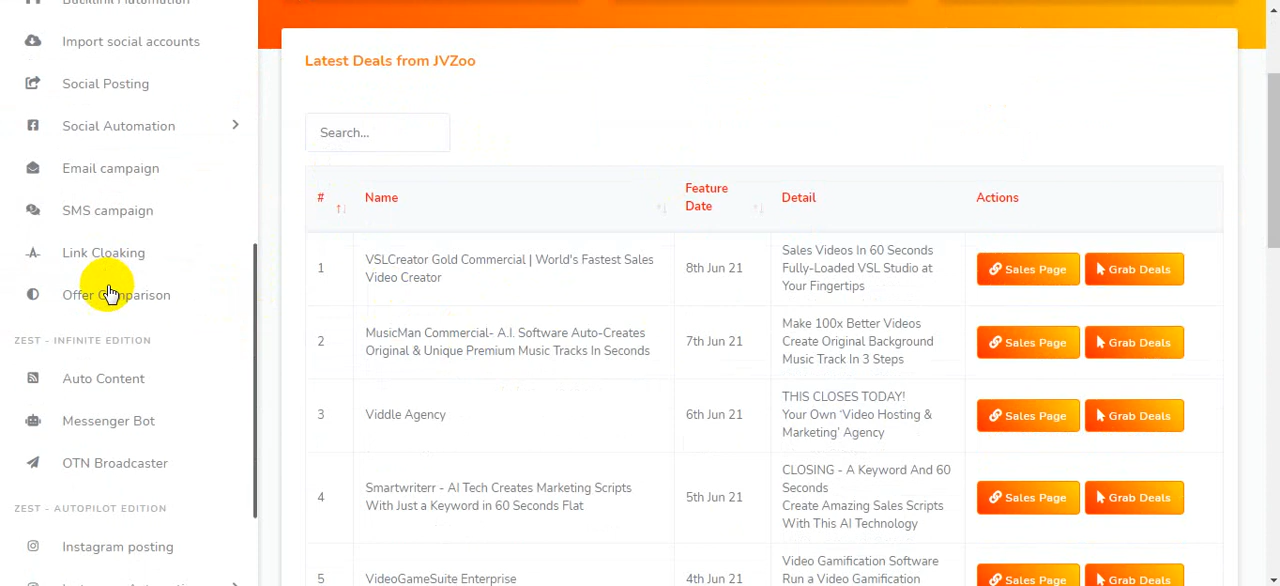 Backlink Automation
Import social accounts
Social Posting
Social Automation
Email campaign
SMS campaign
Link Cloaking
Offer Comparison
ZEST - INFINITE EDITION
Auto Content
Messenger Bot
OTN Broadcaster
ZEST - AUTOPILOT EDITION
Instagram posting
Latest Deals from JVZoo
Search...
# Name Feature Date Detail Actions
1
VSLCreator Gold Commercial | World's Fastest Sales
Video Creator
8th Jun 21
Sales Videos In 60 Seconds
Fully-Loaded VSL Studio at
Your Fingertips
Sales Page Grab Deals
2
MusicMan Commercial- A.I. Software Auto-Creates
Original & Unique Premium Music Tracks In Seconds
7th Jun 21
Make 100x Better Videos
Create Original Background
Music Track In 3 Steps
Sales Page Grab Deals
3
Viddle Agency
6th Jun 21
THIS CLOSES TODAY!
Your Own 'Video Hosting &
Marketing' Agency
Sales Page Grab Deals
4
Smartwriterr - AI Tech Creates Marketing Scripts
With Just a Keyword in 60 Seconds Flat
5th Jun 21
CLOSING - A Keyword And 60
Seconds
Create Amazing Sales Scripts
With This AI Technology
Sales Page Grab Deals
5
VideoGameSuite Enterprise
4th Jun 21
Video Gamification Software
Run a Video Gamification
Sales Page Grab Deals